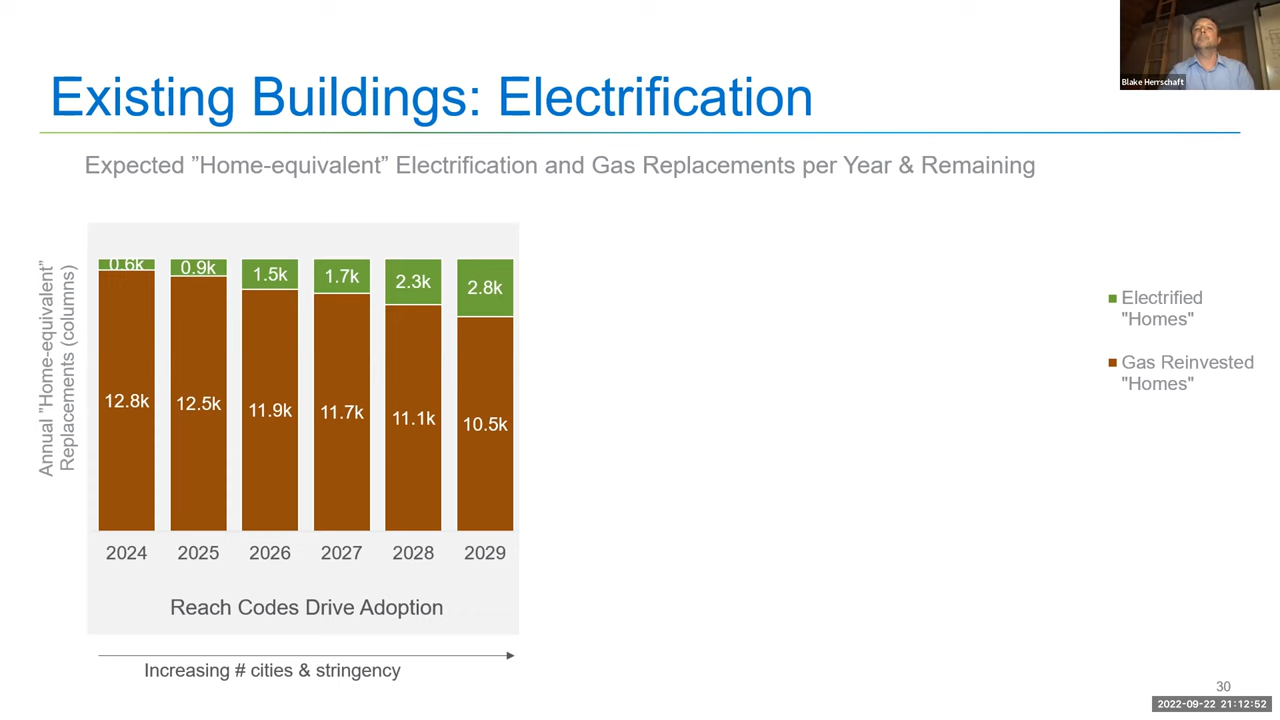 Blake Herrschaft
Existing Buildings: Electrification
Expected ”Home-equivalent” Electrification and Gas Replacements per Year & Remaining
Annual ”Home-equivalent”
Replacements (columns)
0.6k
0.9k
1.5k
1.7k
2.3k
2.8k
12.8k
12.5k
11.9k
11.7k
11.1k
10.5k
2024
2025
2026
2027
2028
2029
Reach Codes Drive Adoption
Increasing # cities & stringency
Electrified
"Homes"
Gas Reinvested
"Homes"
30
2022-09-22 21:12:52